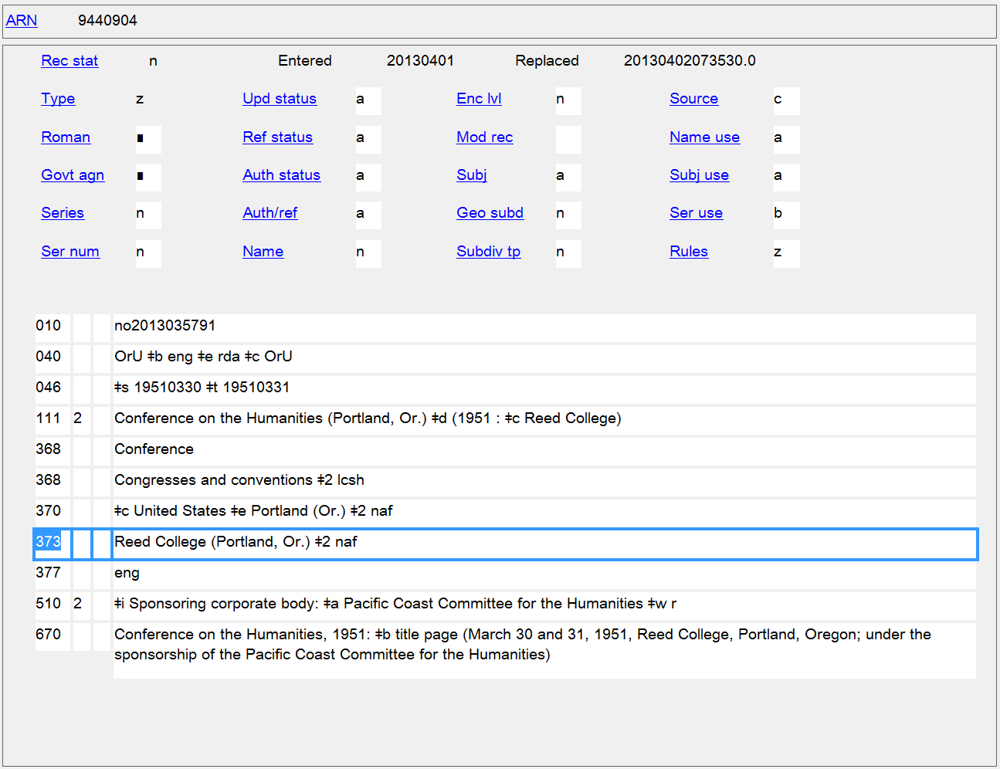 ARN 9440904
Rec stat n Entered 20130401 Replaced 20130402073530.0
Type z Upd status a Enc lvl n Source c
Roman ∎ Ref status a Mod rec Name use a
Govt agn ∎ Auth status a Subj a Subj use a
Series n Auth/ref a Geo subd n Ser use b
Ser num n Name n Subdiv tp n Rules z
010 no2013035791
040 OrU ‡b eng ‡e rda ‡c OrU
046 ‡s 19510330 ‡t 19510331
111 2 Conference on the Humanities (Portland, Or.) ‡d (1951 : ‡c Reed College)
368 Conference
368 Congresses and conventions ‡2 lcsh
370 ‡c United States ‡e Portland (Or.) ‡2 naf
373 Reed College (Portland, Or.) ‡2 naf
377 eng
510 2 ‡i Sponsoring corporate body: ‡a Pacific Coast Committee for the Humanities ‡w r
670 Conference on the Humanities, 1951: ‡b title page (March 30 and 31, 1951, Reed College, Portland, Oregon; under the
sponsorship of the Pacific Coast Committee for the Humanities)